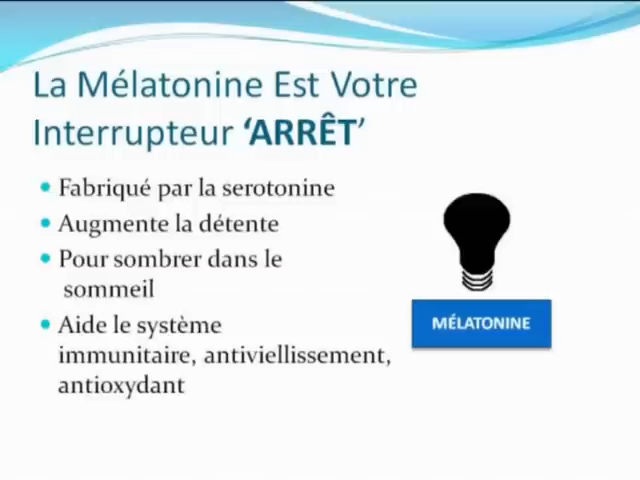 La Mélatonine Est Votre
Interrupteur ‘ARRÊT’
Fabriqué par la serotonine
Augmente la détente
Pour sombrer dans le
sommeil
Aide le système
immunitaire, antiviellissement,
antioxydant
MÉLATONINE